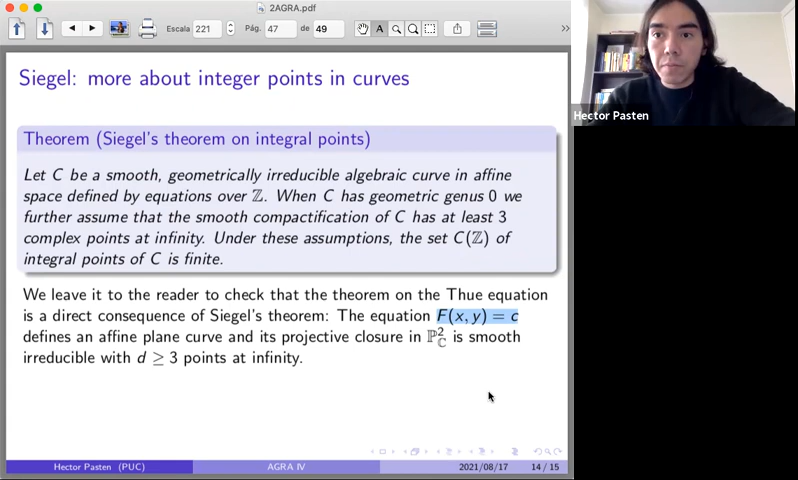 2AGRA.pdf
Escala 221 Pág. 47 de 49 A »
Siegel: more about integer points in curves
Theorem (Siegel's theorem on integral points)
Let C be a smooth, geometrically irreducible algebraic curve in affine
space defined by equations over ℤ. When C has geometric genus 0 we
further assume that the smooth compactification of C has at least 3
complex points at infinity. Under these assumptions, the set C(ℤ) of
integral points of C is finite.
We leave it to the reader to check that the theorem on the Thue equation
is a direct consequence of Siegel's theorem: The equation F(x, y) = c
defines an affine plane curve and its projective closure in ℙ²_ℂ is smooth
irreducible with d ≥ 3 points at infinity.
Hector Pasten (PUC) AGRA IV 2021/08/17 14 / 15
Hector Pasten